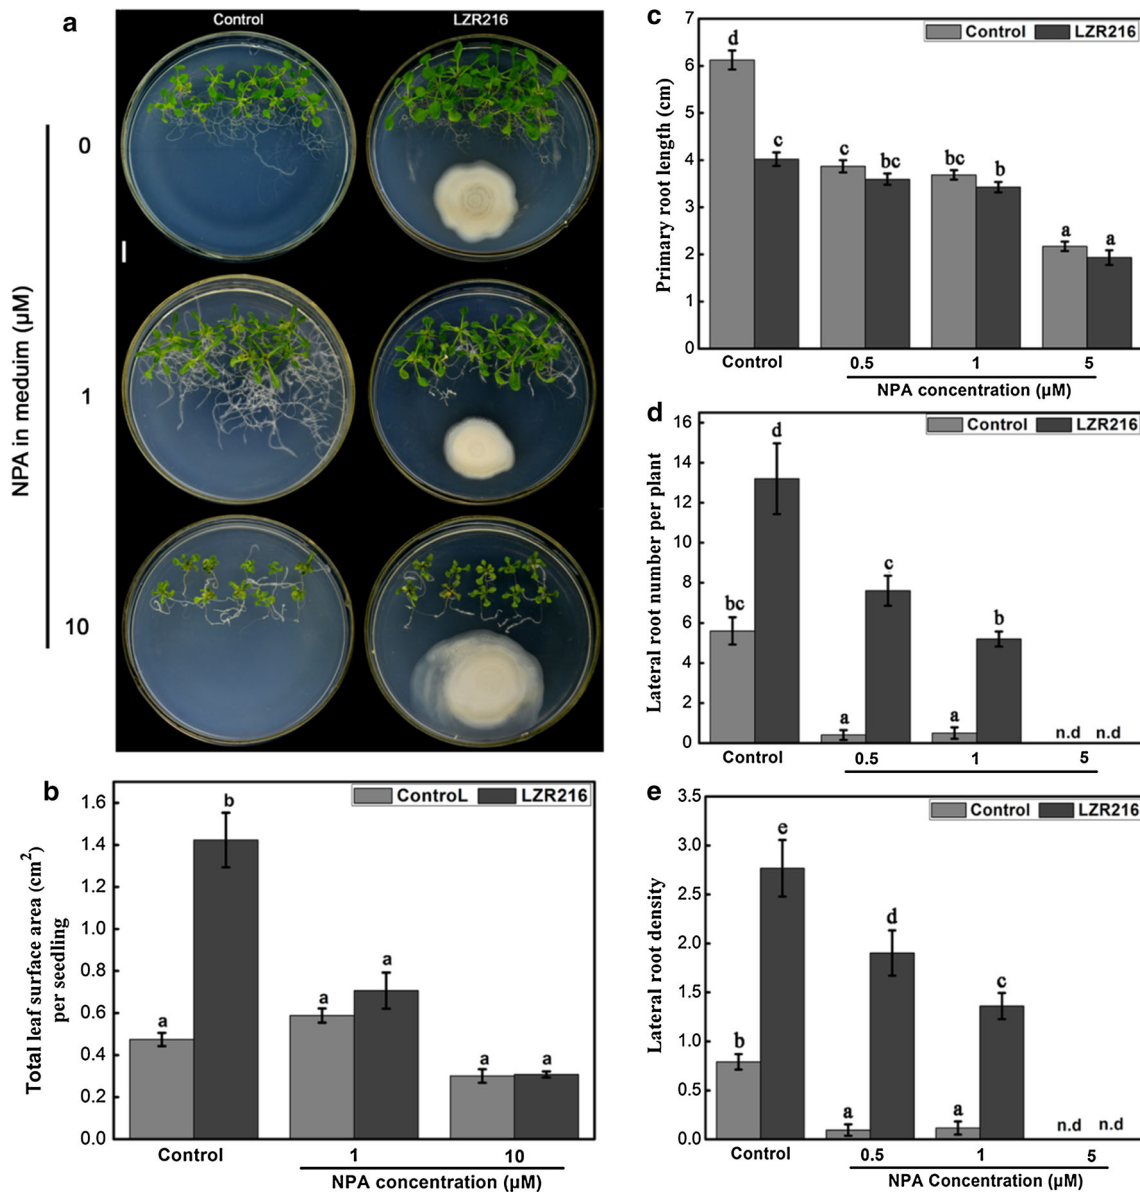 a
Control
LZR216
NPA in meduim (µM)
0
1
10
b
ControL
LZR216
Total leaf surface area (cm²)
per seedling
1.6
1.4
1.2
1.0
0.8
0.6
0.4
0.2
0.0
a
b
a
a
a
a
Control
1
10
NPA concentration (µM)
c
Control
LZR216
Primary root length (cm)
7
6
5
4
3
2
1
0
d
c
c
bc
bc
b
a
a
Control
0.5
1
5
NPA concentration (µM)
d
Control
LZR216
Lateral root number per plant
16
14
12
10
8
6
4
2
0
bc
d
a
c
a
b
n.d
n.d
Control
0.5
1
5
e
Control
LZR216
Lateral root density
3.5
3.0
2.5
2.0
1.5
1.0
0.5
0.0
b
e
a
d
a
c
n.d
n.d
Control
0.5
1
5
NPA Concentration (µM)